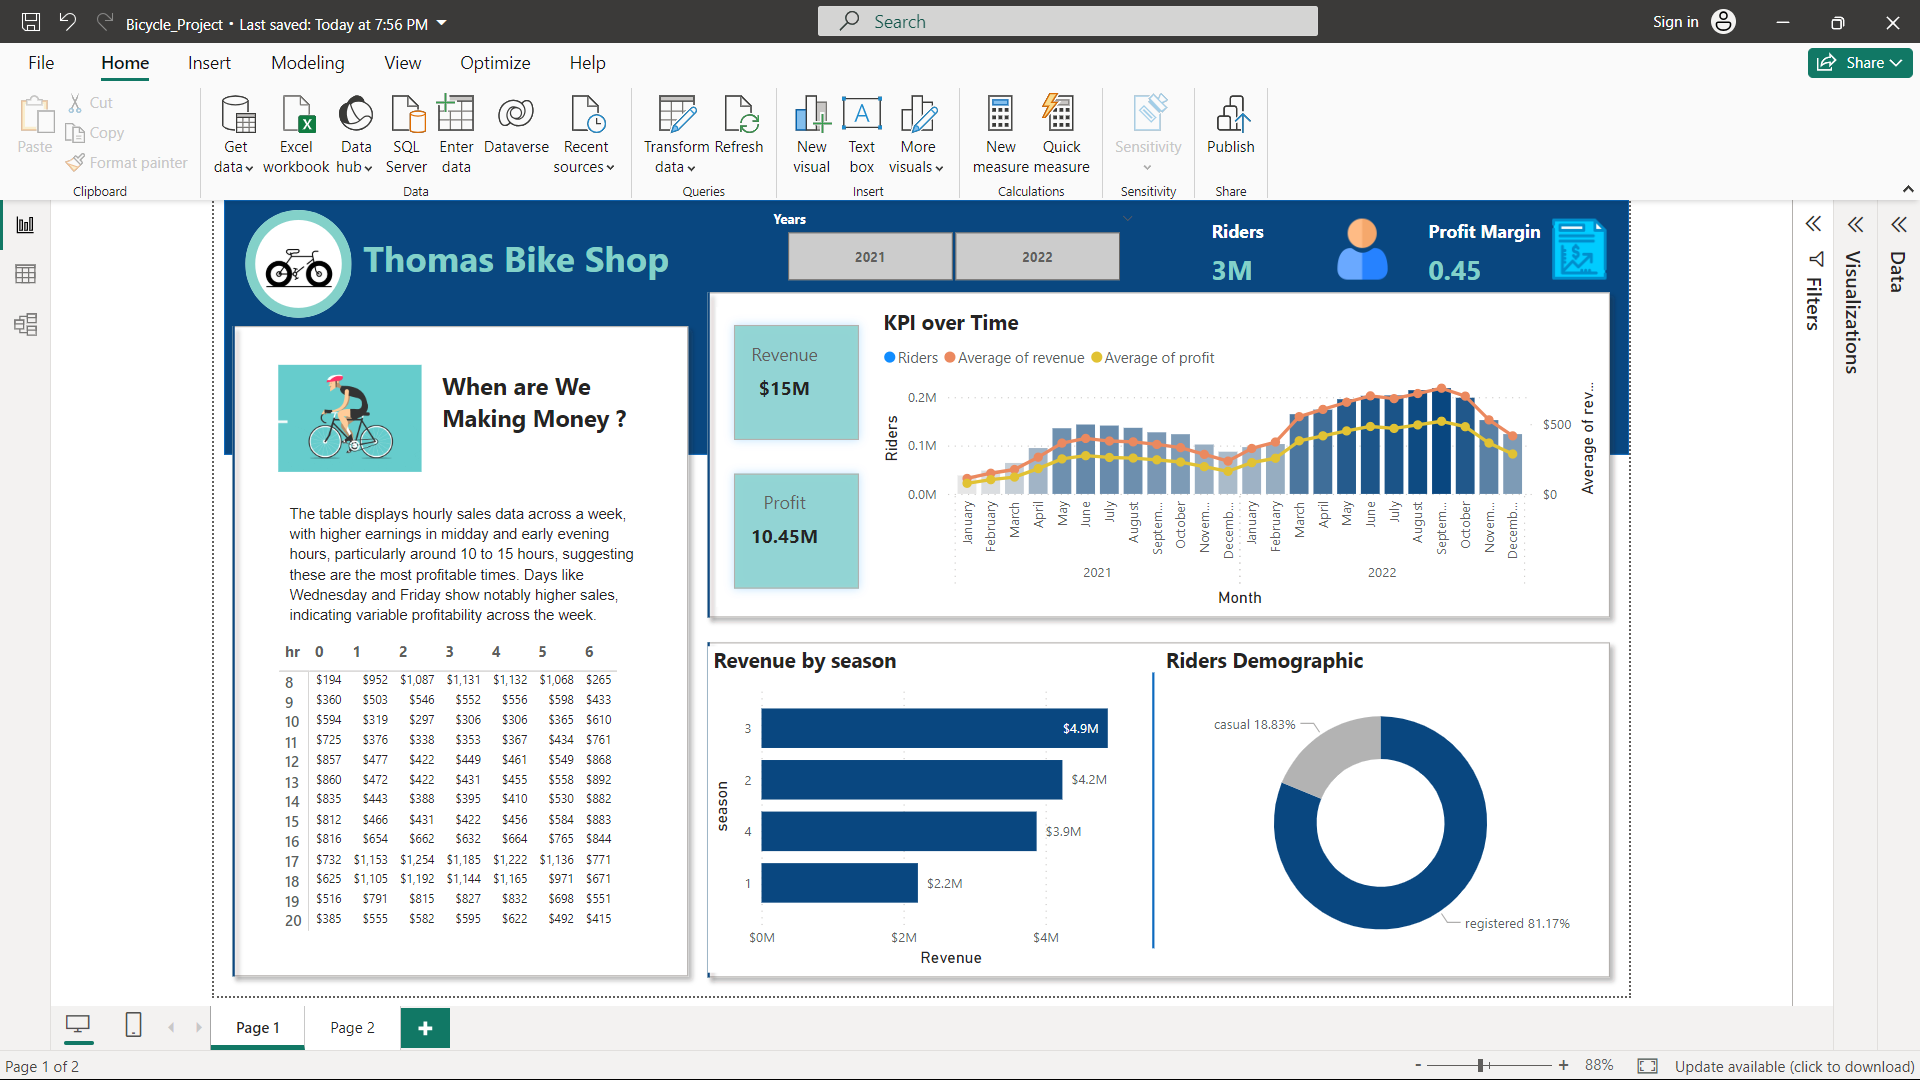 Bicycle_Project • Last saved: Today at 7:56 PM
Search
Sign in
File Home Insert Modeling View Optimize Help
Share
Paste
Cut
Copy
Format painter
Clipboard
Get data
Excel workbook
Data hub
SQL Server
Enter data
Dataverse
Recent sources
Data
Transform data
Refresh
Queries
New visual
Text box
More visuals
Insert
New measure
Quick measure
Calculations
Sensitivity
Sensitivity
Publish
Share
Thomas Bike Shop
Years
2021 2022
Riders
3M
Profit Margin
0.45
Filters
Visualizations
Data
When are We
Making Money ?
The table displays hourly sales data across a week,
with higher earnings in midday and early evening
hours, particularly around 10 to 15 hours, suggesting
these are the most profitable times. Days like
Wednesday and Friday show notably higher sales,
indicating variable profitability across the week.
hr 0 1 2 3 4 5 6
8 $194 $952 $1,087 $1,131 $1,132 $1,068 $265
9 $360 $503 $546 $552 $556 $598 $433
10 $594 $319 $297 $306 $306 $365 $610
11 $725 $376 $338 $353 $367 $434 $761
12 $857 $477 $422 $449 $461 $549 $868
13 $860 $472 $422 $431 $455 $558 $892
14 $835 $443 $388 $395 $410 $530 $882
15 $812 $466 $431 $422 $456 $584 $883
16 $816 $654 $662 $632 $664 $765 $844
17 $732 $1,153 $1,254 $1,185 $1,222 $1,136 $771
18 $625 $1,105 $1,192 $1,144 $1,165 $971 $671
19 $516 $791 $815 $827 $832 $698 $551
20 $385 $555 $582 $595 $622 $492 $415
Revenue
$15M
Profit
10.45M
KPI over Time
Riders Average of revenue Average of profit
Riders
0.2M
0.1M
0.0M
$500
$0
Average of rev...
January February March April May June July August Septem... October Novem... Decemb... January February March April May June July August Septem... October Novem... Decemb...
2021 2022
Month
Revenue by season
season
3 $4.9M
2 $4.2M
4 $3.9M
1 $2.2M
$0M $2M $4M
Revenue
Riders Demographic
casual 18.83%
registered 81.17%
Page 1 Page 2 +
Page 1 of 2
- + 88%
Update available (click to download)